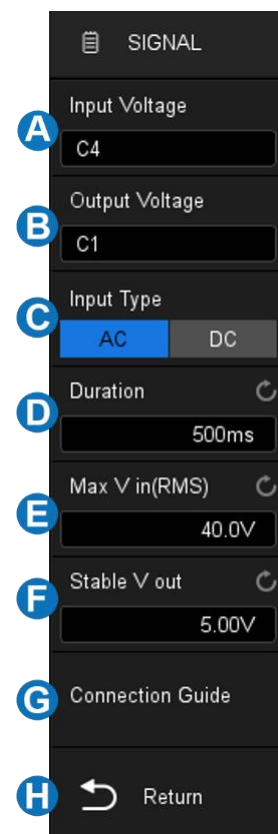 SIGNAL
A
Input Voltage
C4
B
Output Voltage
C1
C
Input Type
AC DC
D
Duration
500ms
E
Max V in(RMS)
40.0V
F
Stable V out
5.00V
G
Connection Guide
H
Return